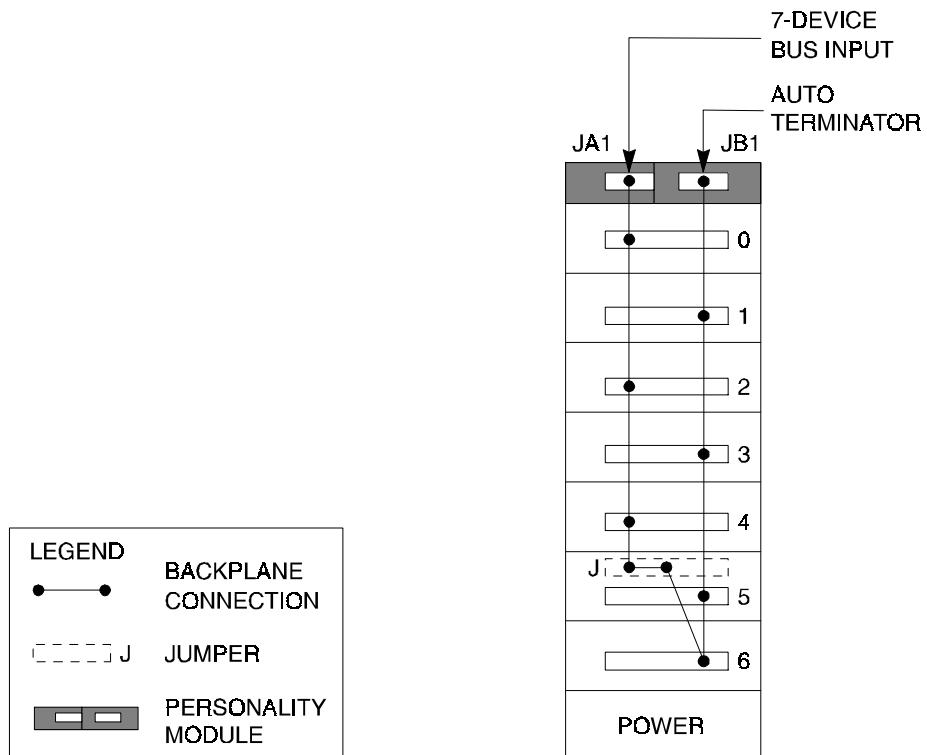 7-DEVICE
BUS INPUT
AUTO
TERMINATOR
JA1
JB1
0
1
2
3
4
J
5
6
POWER
LEGEND
BACKPLANE
CONNECTION
J JUMPER
PERSONALITY
MODULE